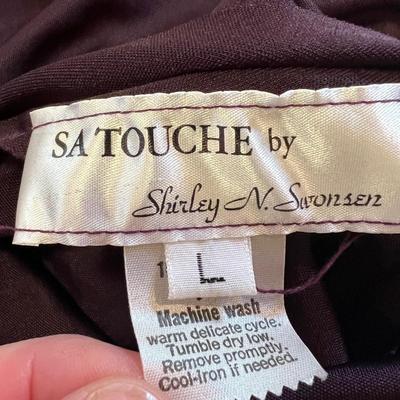 SA TOUCHE by
Shirley N. Swonsen
L
Machine wash
warm delicate cycle.
Tumble dry low.
Remove promptly.
Cool-Iron if needed.